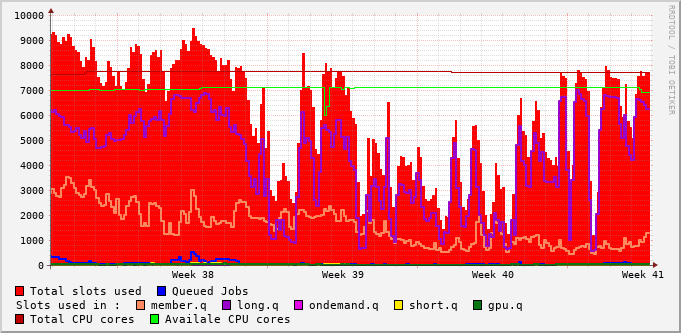 10000
9000
8000
7000
6000
5000
4000
3000
2000
1000
0
Week 38 Week 39 Week 40 Week 41
RRDTOOL / TOBI OETIKER
Total slots used Queued Jobs
Slots used in : member.q long.q ondemand.q short.q gpu.q
Total CPU cores Availale CPU cores